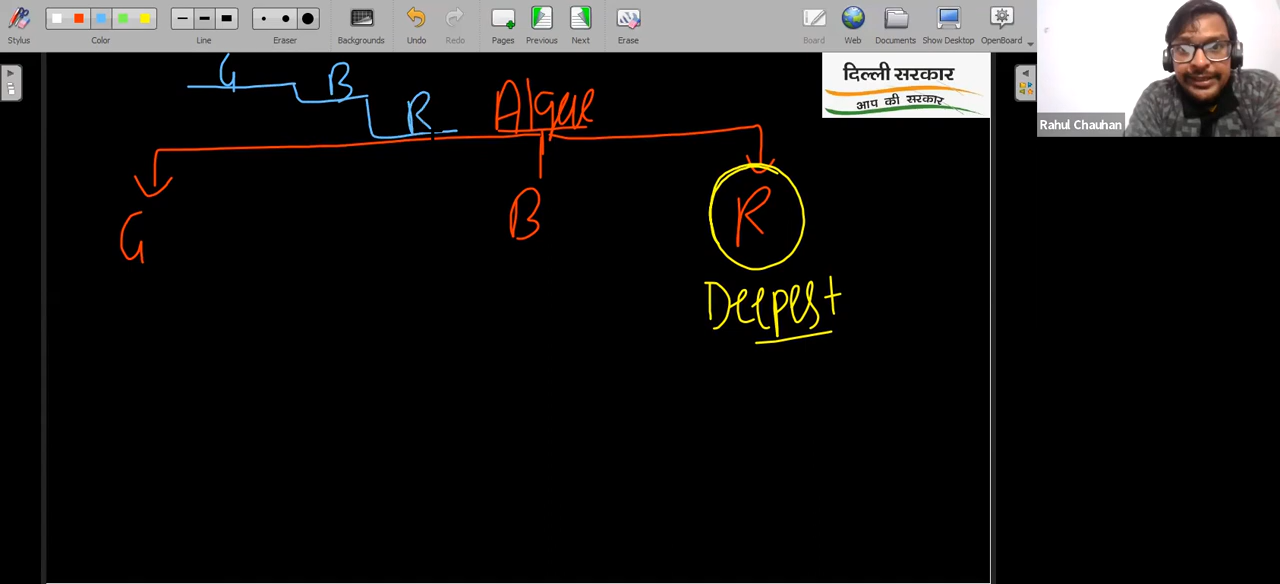 Stylus
Color
Line
Eraser
Backgrounds
Undo
Redo
Pages
Previous
Next
Erase
Board
Web
Documents
Show Desktop
OpenBoard
दिल्ली सरकार
आप की सरकार
Rahul Chauhan
G
B
R
Algae
G
B
R
Deepest